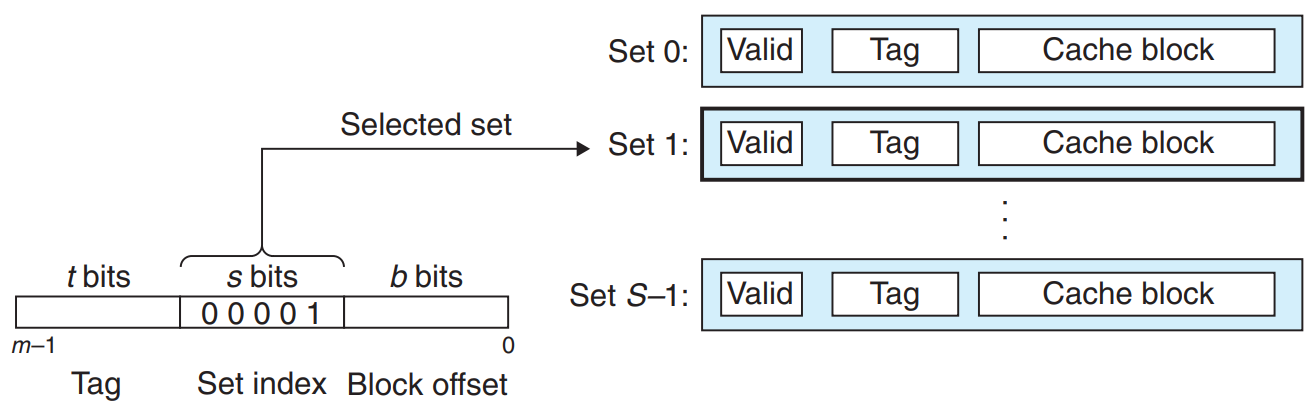 Set 0: Valid Tag Cache block
Selected set
Set 1: Valid Tag Cache block
.
.
.
t bits s bits b bits
Set S–1: Valid Tag Cache block
0 0 0 0 1
m–1 0
Tag Set index Block offset